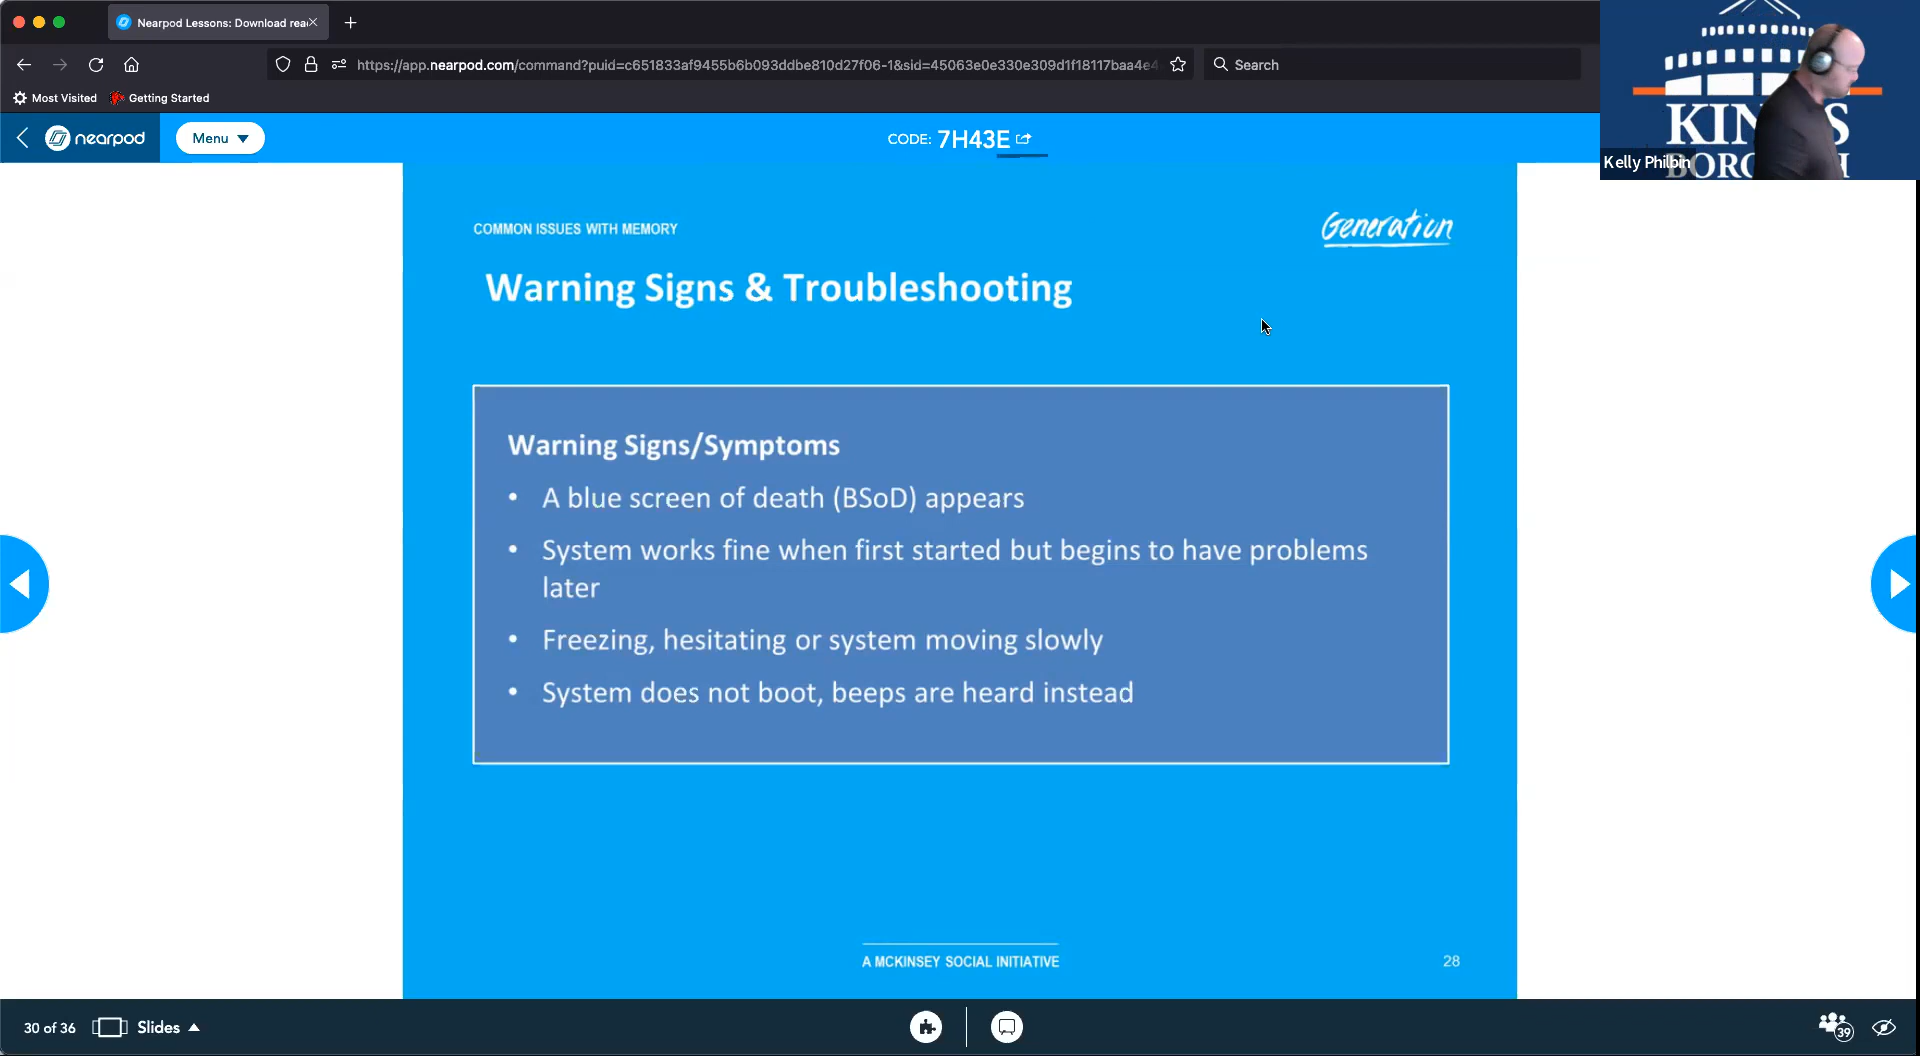 Nearpod Lessons: Download rea
https://app.nearpod.com/command?puid=c651833af9455b6b093ddbe810d27f06-1&sid=45063e0e330e309d1f18117baa4e4
Search
Most Visited
Getting Started
nearpod
Menu
CODE: 7H43E
Kelly Philbin
COMMON ISSUES WITH MEMORY
Generation
Warning Signs & Troubleshooting
Warning Signs/Symptoms
• A blue screen of death (BSoD) appears
• System works fine when first started but begins to have problems
later
• Freezing, hesitating or system moving slowly
• System does not boot, beeps are heard instead
A MCKINSEY SOCIAL INITIATIVE
28
30 of 36
Slides
39